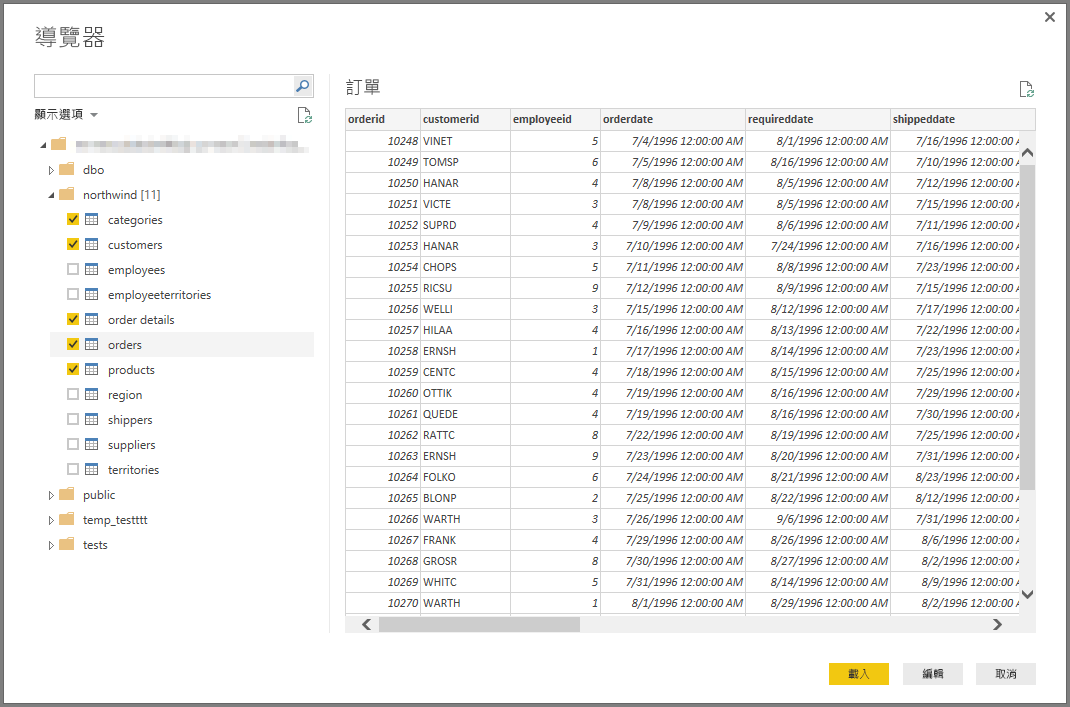 導覽器
顯示選項
dbo
northwind [11]
categories
customers
employees
employeeterritories
order details
orders
products
region
shippers
suppliers
territories
public
temp_testttt
tests
訂單
orderid customerid employeeid orderdate requireddate shippeddate
10248 VINET 5 7/4/1996 12:00:00 AM 8/1/1996 12:00:00 AM 7/16/1996 12:00:00 A
10249 TOMSP 6 7/5/1996 12:00:00 AM 8/16/1996 12:00:00 AM 7/10/1996 12:00:00 A
10250 HANAR 4 7/8/1996 12:00:00 AM 8/5/1996 12:00:00 AM 7/12/1996 12:00:00 A
10251 VICTE 3 7/8/1996 12:00:00 AM 8/5/1996 12:00:00 AM 7/15/1996 12:00:00 A
10252 SUPRD 4 7/9/1996 12:00:00 AM 8/6/1996 12:00:00 AM 7/11/1996 12:00:00 A
10253 HANAR 3 7/10/1996 12:00:00 AM 7/24/1996 12:00:00 AM 7/16/1996 12:00:00 A
10254 CHOPS 5 7/11/1996 12:00:00 AM 8/8/1996 12:00:00 AM 7/23/1996 12:00:00 A
10255 RICSU 9 7/12/1996 12:00:00 AM 8/9/1996 12:00:00 AM 7/15/1996 12:00:00 A
10256 WELLI 3 7/15/1996 12:00:00 AM 8/12/1996 12:00:00 AM 7/17/1996 12:00:00 A
10257 HILAA 4 7/16/1996 12:00:00 AM 8/13/1996 12:00:00 AM 7/22/1996 12:00:00 A
10258 ERNSH 1 7/17/1996 12:00:00 AM 8/14/1996 12:00:00 AM 7/23/1996 12:00:00 A
10259 CENTC 4 7/18/1996 12:00:00 AM 8/15/1996 12:00:00 AM 7/25/1996 12:00:00 A
10260 OTTIK 4 7/19/1996 12:00:00 AM 8/16/1996 12:00:00 AM 7/29/1996 12:00:00 A
10261 QUEDE 4 7/19/1996 12:00:00 AM 8/16/1996 12:00:00 AM 7/30/1996 12:00:00 A
10262 RATTC 8 7/22/1996 12:00:00 AM 8/19/1996 12:00:00 AM 7/25/1996 12:00:00 A
10263 ERNSH 9 7/23/1996 12:00:00 AM 8/20/1996 12:00:00 AM 7/31/1996 12:00:00 A
10264 FOLKO 6 7/24/1996 12:00:00 AM 8/21/1996 12:00:00 AM 8/23/1996 12:00:00 A
10265 BLONP 2 7/25/1996 12:00:00 AM 8/22/1996 12:00:00 AM 8/12/1996 12:00:00 A
10266 WARTH 3 7/26/1996 12:00:00 AM 9/6/1996 12:00:00 AM 7/31/1996 12:00:00 A
10267 FRANK 4 7/29/1996 12:00:00 AM 8/26/1996 12:00:00 AM 8/6/1996 12:00:00 A
10268 GROSR 8 7/30/1996 12:00:00 AM 8/27/1996 12:00:00 AM 8/2/1996 12:00:00 A
10269 WHITC 5 7/31/1996 12:00:00 AM 8/14/1996 12:00:00 AM 8/9/1996 12:00:00 A
10270 WARTH 1 8/1/1996 12:00:00 AM 8/29/1996 12:00:00 AM 8/2/1996 12:00:00 A
載入 編輯 取消